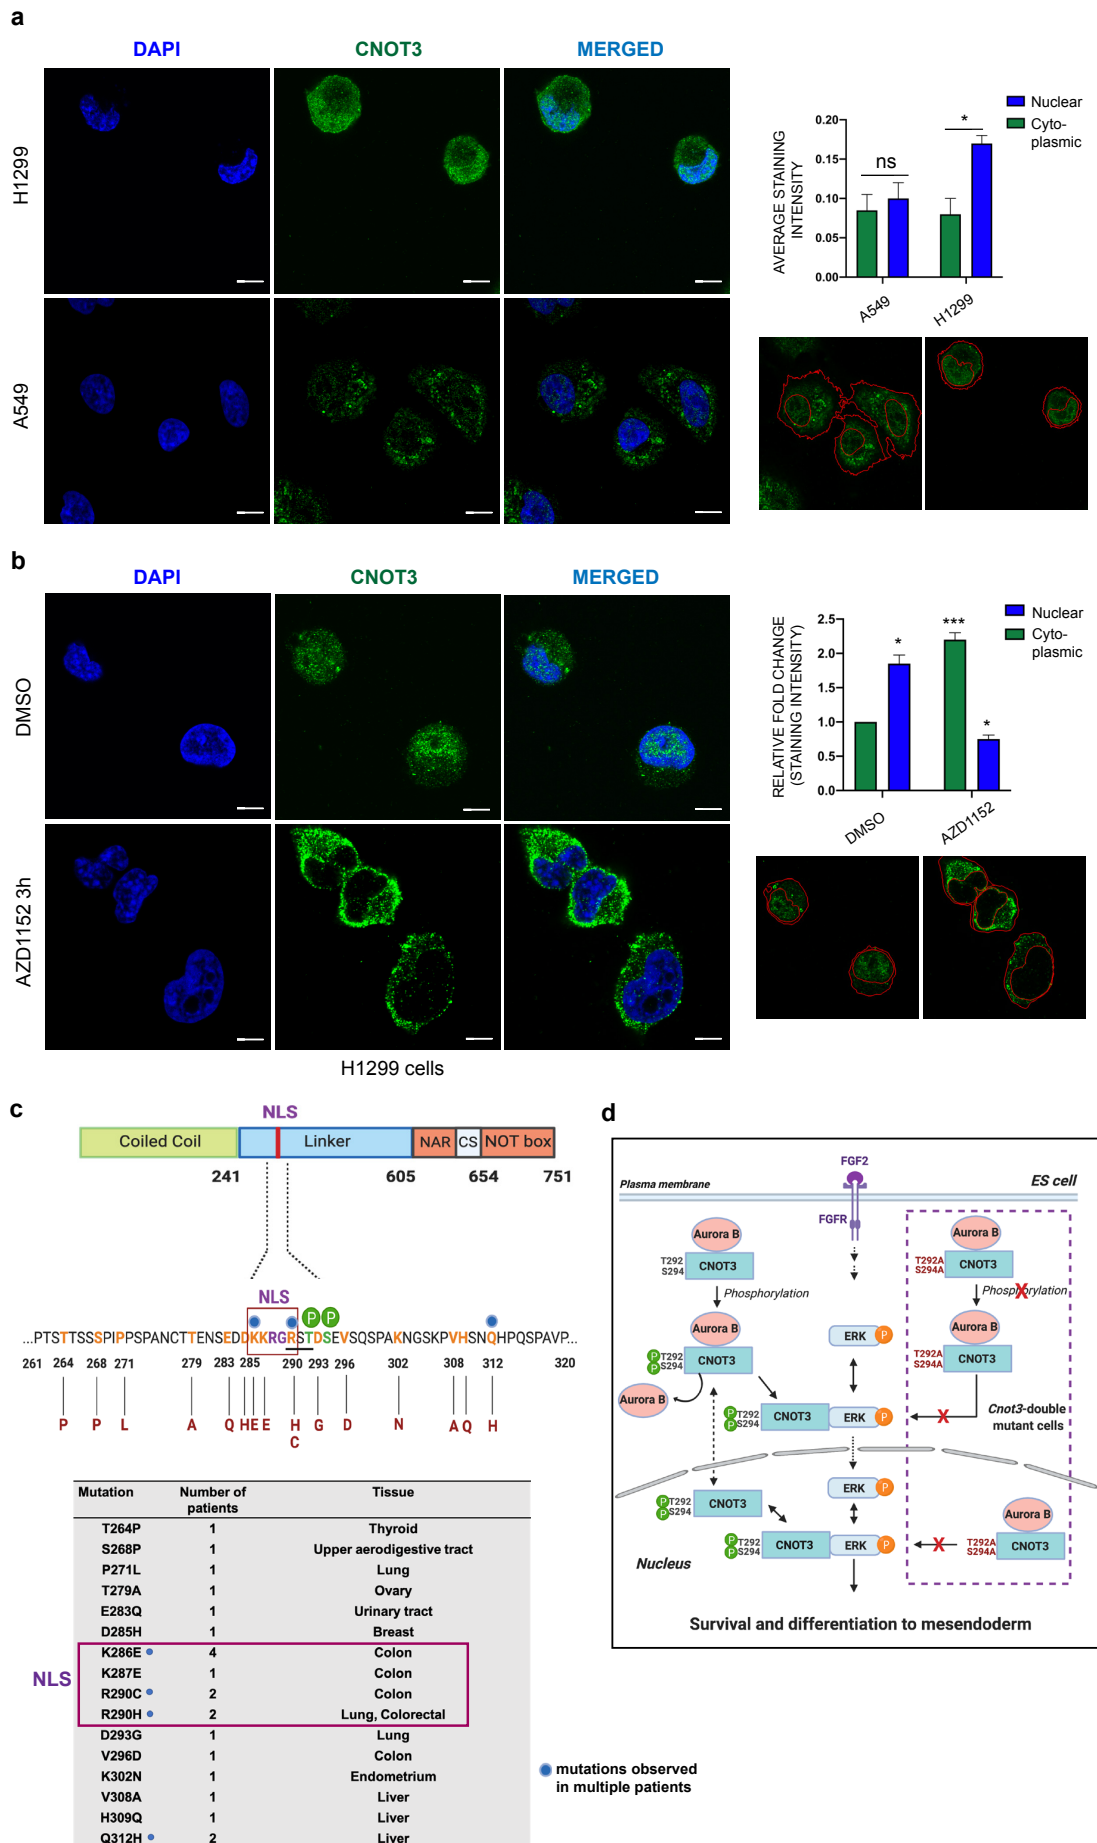 a
DAPI
CNOT3
MERGED
H1299
A549
AVERAGE STAINING
INTENSITY
0.20
0.15
0.10
0.05
0.00
ns
*
A549
H1299
Nuclear
Cyto-
plasmic
b
DAPI
CNOT3
MERGED
DMSO
AZD1152 3h
H1299 cells
RELATIVE FOLD CHANGE
(STAINING INTENSITY)
2.5
2.0
1.5
1.0
0.5
0.0
*
***
*
DMSO
AZD1152
Nuclear
Cyto-
plasmic
c
NLS
Coiled Coil
Linker
NAR
CS
NOT box
241
605
654
751
NLS
P
P
...PTSTTSSSPIPPSPANCTTENSEDDKKRGRSTDSEVSQSPAKNGSKPVHSNQHPQSPAVP...
261 264 268 271 279 283 285 290 293 296 302 308 312 320
P P L A Q H E E H G D N A Q H
C
Mutation Number of patients Tissue
T264P 1 Thyroid
S268P 1 Upper aerodigestive tract
P271L 1 Lung
T279A 1 Ovary
E283Q 1 Urinary tract
D285H 1 Breast
K286E 4 Colon
K287E 1 Colon
R290C 2 Colon
R290H 2 Lung, Colorectal
D293G 1 Lung
V296D 1 Colon
K302N 1 Endometrium
V308A 1 Liver
H309Q 1 Liver
Q312H 2 Liver
NLS
mutations observed
in multiple patients
d
FGF2
Plasma membrane
ES cell
FGFR
Aurora B
T292
S294
CNOT3
Phosphorylation
Aurora B
P T292
P S294
CNOT3
Aurora B
P T292
P S294
CNOT3
ERK P
ERK P
Aurora B
T292A
S294A
CNOT3
Phosphorylation
X
Aurora B
T292A
S294A
CNOT3
X
Cnot3-double
mutant cells
P T292
P S294
CNOT3
ERK P
P T292
P S294
CNOT3
ERK P
X
Aurora B
T292A
S294A
CNOT3
Nucleus
Survival and differentiation to mesendoderm